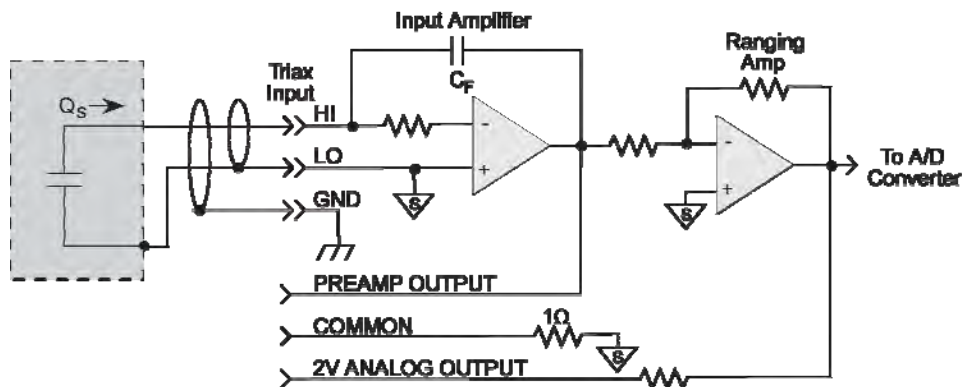 Input Amplifier
Ranging
Amp
Triax
Input
CF
QS
HI
-
-
LO
+
To A/D
Converter
GND
S
S
+
PREAMP OUTPUT
COMMON
1Ω
S
2V ANALOG OUTPUT